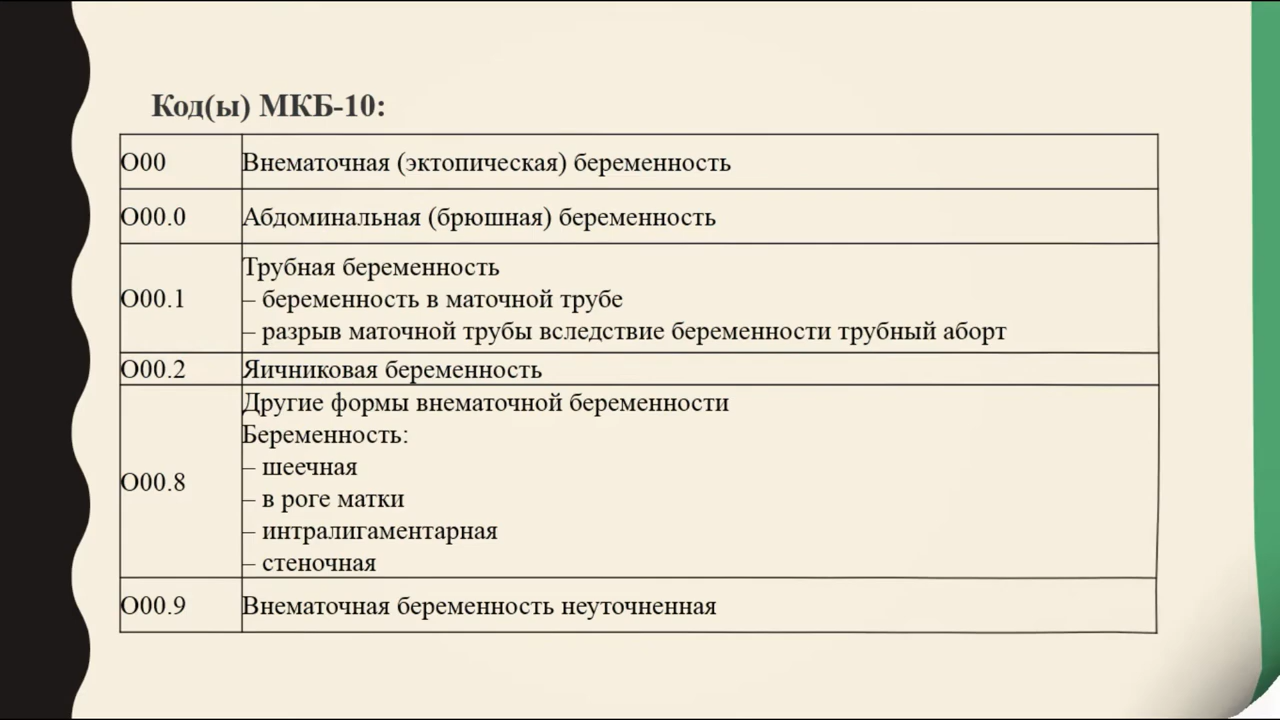 Код(ы) МКБ-10:
O00 Внематочная (эктопическая) беременность
O00.0 Абдоминальная (брюшная) беременность
Трубная беременность
O00.1 – беременность в маточной трубе
– разрыв маточной трубы вследствие беременности трубный аборт
O00.2 Яичниковая беременность
Другие формы внематочной беременности
Беременность:
– шеечная
O00.8 – в роге матки
– интралигаментарная
– стеночная
O00.9 Внематочная беременность неуточненная